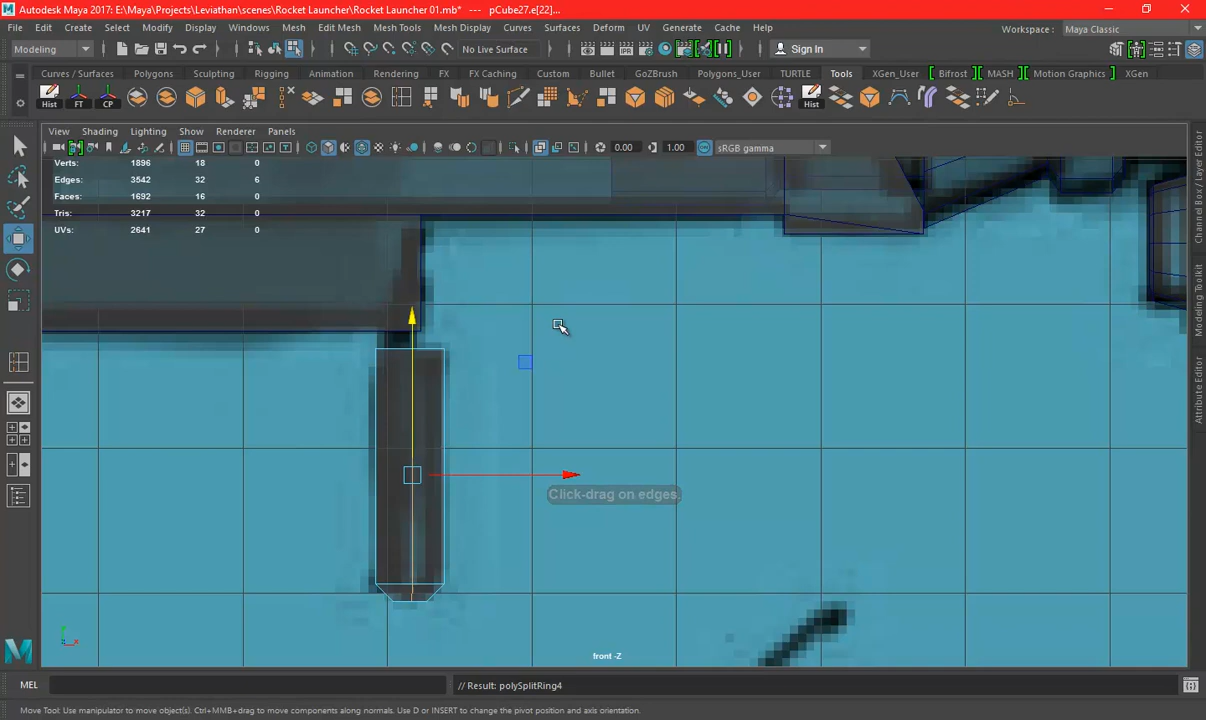 Autodesk Maya 2017: E:\Maya\Projects\Leviathan\scenes\Rocket Launcher\Rocket Launcher 01.mb* --- pCube27.e[22]...
File Edit Create Select Modify Display Windows Mesh Edit Mesh Mesh Tools Mesh Display Curves Surfaces Deform UV Generate Cache Help Workspace : Maya Classic
Modeling No Live Surface Sign In
Curves / Surfaces Polygons Sculpting Rigging Animation Rendering FX FX Caching Custom Bullet GoZBrush Polygons_User TURTLE Tools XGen_User Bifrost MASH Motion Graphics XGen
Hist FT CP Hist
View Shading Lighting Show Renderer Panels
0.00 1.00 sRGB gamma
Verts: 1896 18 0
Edges: 3542 32 6
Faces: 1692 16 0
Tris: 3217 32 0
UVs: 2641 27 0
Click-drag on edges.
front -Z
Channel Box / Layer Editor
Modeling Toolkit
Attribute Editor
MEL // Result: polySplitRing4
Move Tool: Use manipulator to move object(s). Ctrl+MMB+drag to move components along normals. Use D or INSERT to change the pivot position and axis orientation.